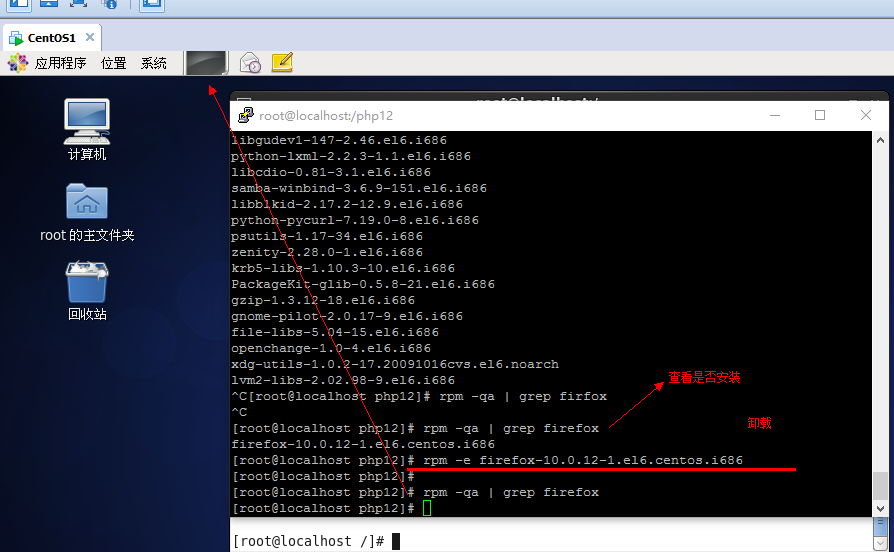 CentOS1
应用程序 位置 系统
计算机
root 的主文件夹
回收站
root@localhost:/php12
libgudev1-147-2.46.el6.i686
python-lxml-2.2.3-1.1.el6.i686
libcdio-0.81-3.1.el6.i686
samba-winbind-3.6.9-151.el6.i686
libblkid-2.17.2-12.9.el6.i686
python-pycurl-7.19.0-8.el6.i686
psutils-1.17-34.el6.i686
zenity-2.28.0-1.el6.i686
krb5-libs-1.10.3-10.el6.i686
PackageKit-glib-0.5.8-21.el6.i686
gzip-1.3.12-18.el6.i686
gnome-pilot-2.0.17-9.el6.i686
file-libs-5.04-15.el6.i686
openchange-1.0-4.el6.i686
xdg-utils-1.0.2-17.20091016cvs.el6.noarch
lvm2-libs-2.02.98-9.el6.i686
^C[root@localhost php12]# rpm -qa | grep firfox
^C
[root@localhost php12]# rpm -qa | grep firefox
firefox-10.0.12-1.el6.centos.i686
[root@localhost php12]# rpm -e firefox-10.0.12-1.el6.centos.i686
[root@localhost php12]#
[root@localhost php12]# rpm -qa | grep firefox
[root@localhost php12]#
查看是否安装
卸载
[root@localhost /]#